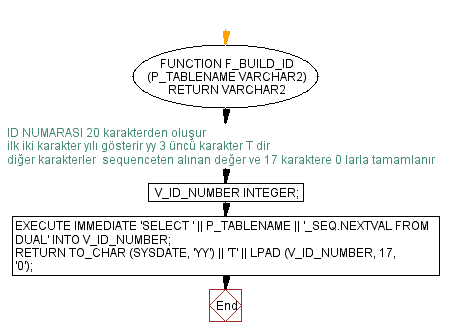 FUNCTION F_BUILD_ID
(P_TABLENAME VARCHAR2)
RETURN VARCHAR2
ID NUMARASI 20 karakterden oluşur
ilk iki karakter yılı gösterir yy 3 üncü karakter T dir
diğer karakterler sequenceten alınan değer ve 17 karaktere 0 larla tamamlanır
V_ID_NUMBER INTEGER;
EXECUTE IMMEDIATE 'SELECT ' || P_TABLENAME || '_SEQ.NEXTVAL FROM
DUAL' INTO V_ID_NUMBER;
RETURN TO_CHAR (SYSDATE, 'YY') || 'T' || LPAD (V_ID_NUMBER, 17,
'0');
End